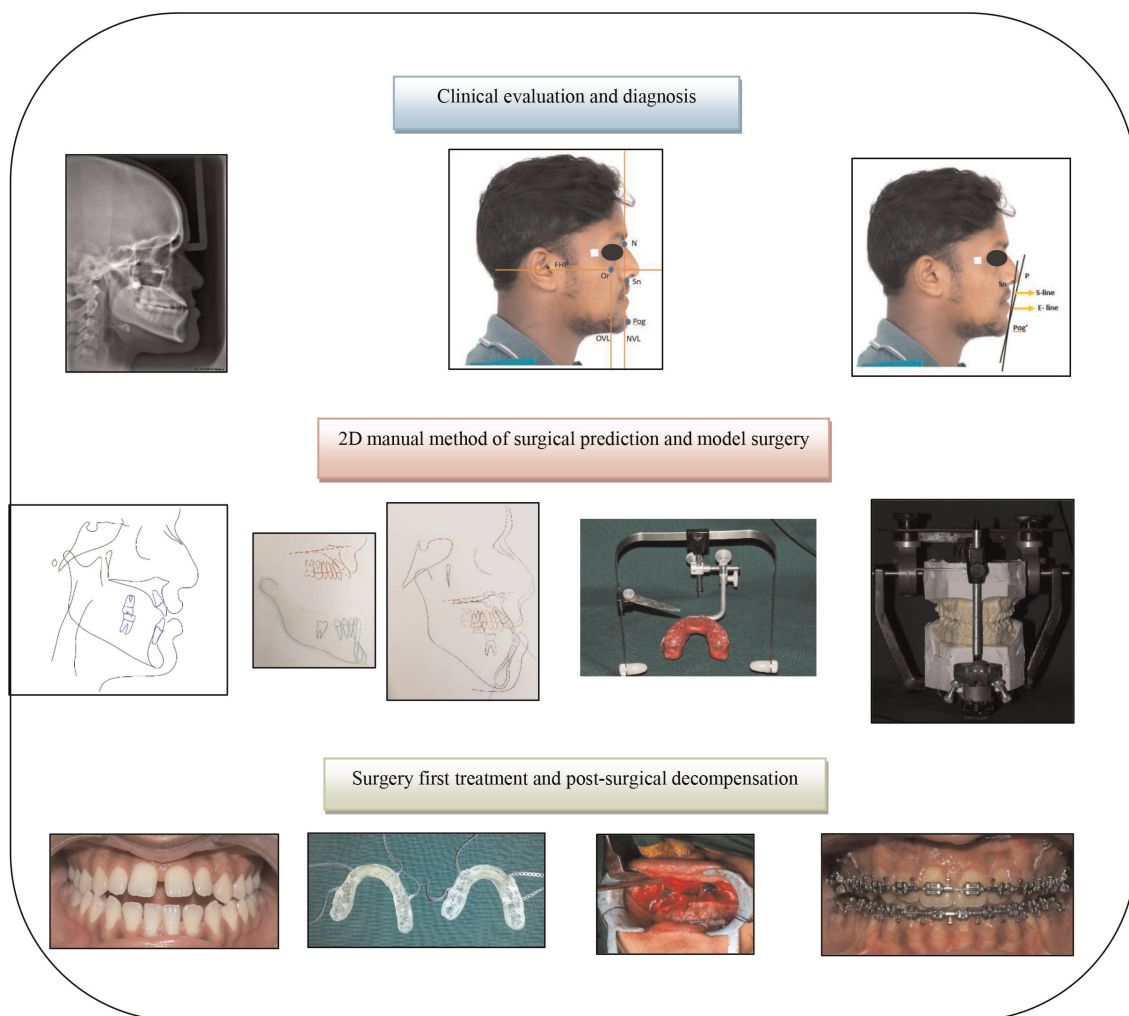 Clinical evaluation and diagnosis
N
FHP
Or
Sn
Pog
OVL NVL
P
Sn
S-line
E- line
Pog'
2D manual method of surgical prediction and model surgery
Surgery first treatment and post-surgical decompensation